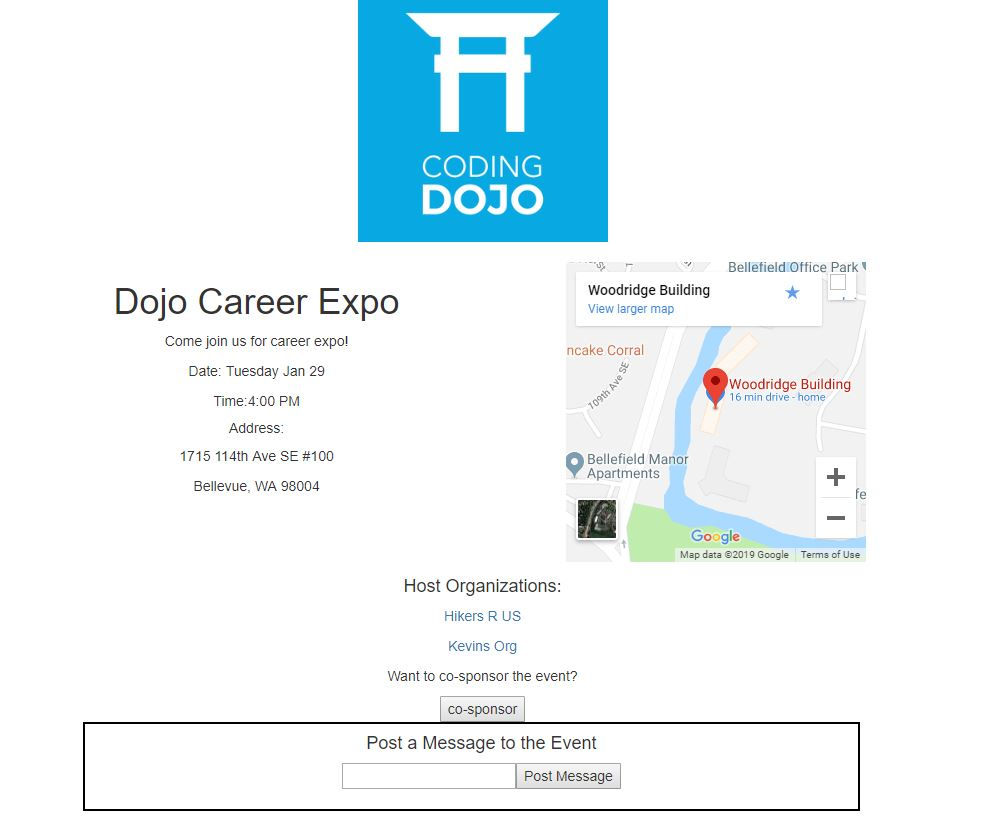 CODING
DOJO
Dojo Career Expo
Come join us for career expo!
Date: Tuesday Jan 29
Time:4:00 PM
Address:
1715 114th Ave SE #100
Bellevue, WA 98004
Bellefield Office Park
Woodridge Building
View larger map
ncake Corral
109th Ave SE
Woodridge Building
16 min drive - home
Bellefield Manor
Apartments
fe
Google
Map data ©2019 Google
Terms of Use
Host Organizations:
Hikers R US
Kevins Org
Want to co-sponsor the event?
co-sponsor
Post a Message to the Event
Post Message